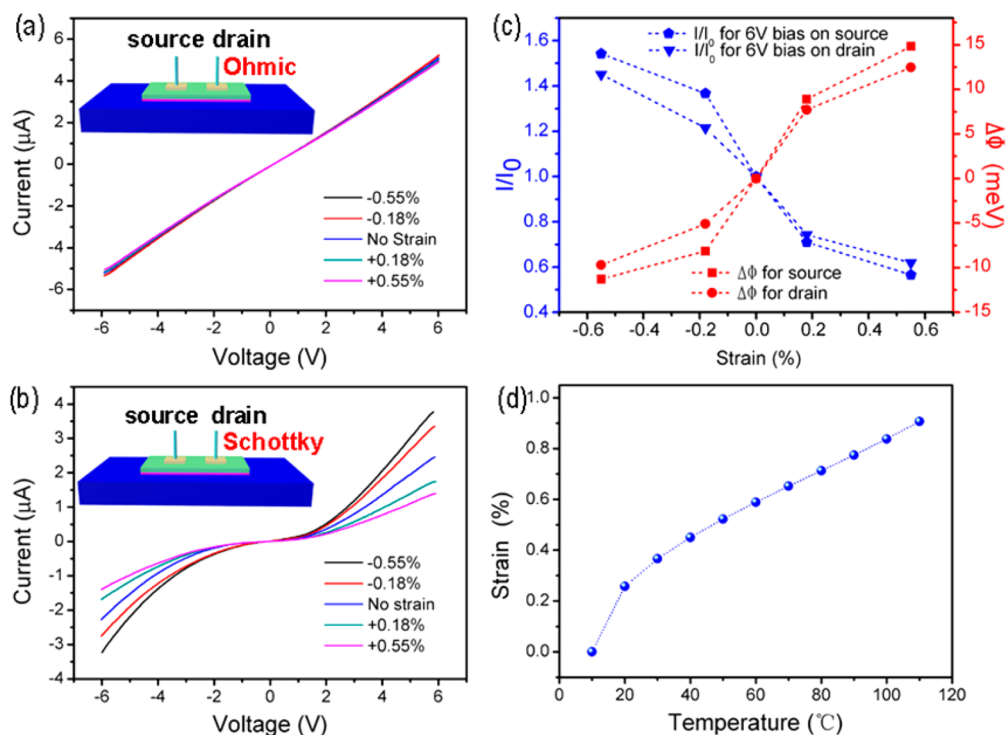 (a)
source drain
Ohmic
6
4
2
0
-2
-4
-6
Current (μA)
-0.55%
-0.18%
No Strain
+0.18%
+0.55%
-6 -4 -2 0 2 4 6
Voltage (V)
(c)
I/I0 for 6V bias on source
I/I0 for 6V bias on drain
1.6
1.4
1.2
1.0
0.8
0.6
0.4
I/I0
15
10
5
0
-5
-10
-15
ΔΦ (meV)
ΔΦ for source
ΔΦ for drain
-0.6 -0.4 -0.2 0.0 0.2 0.4 0.6
Strain (%)
(b)
source drain
Schottky
4
3
2
1
0
-1
-2
-3
-4
Current (μA)
-0.55%
-0.18%
No strain
+0.18%
+0.55%
-6 -4 -2 0 2 4 6
Voltage (V)
(d)
1.0
0.8
0.6
0.4
0.2
0.0
Strain (%)
0 20 40 60 80 100 120
Temperature (℃)